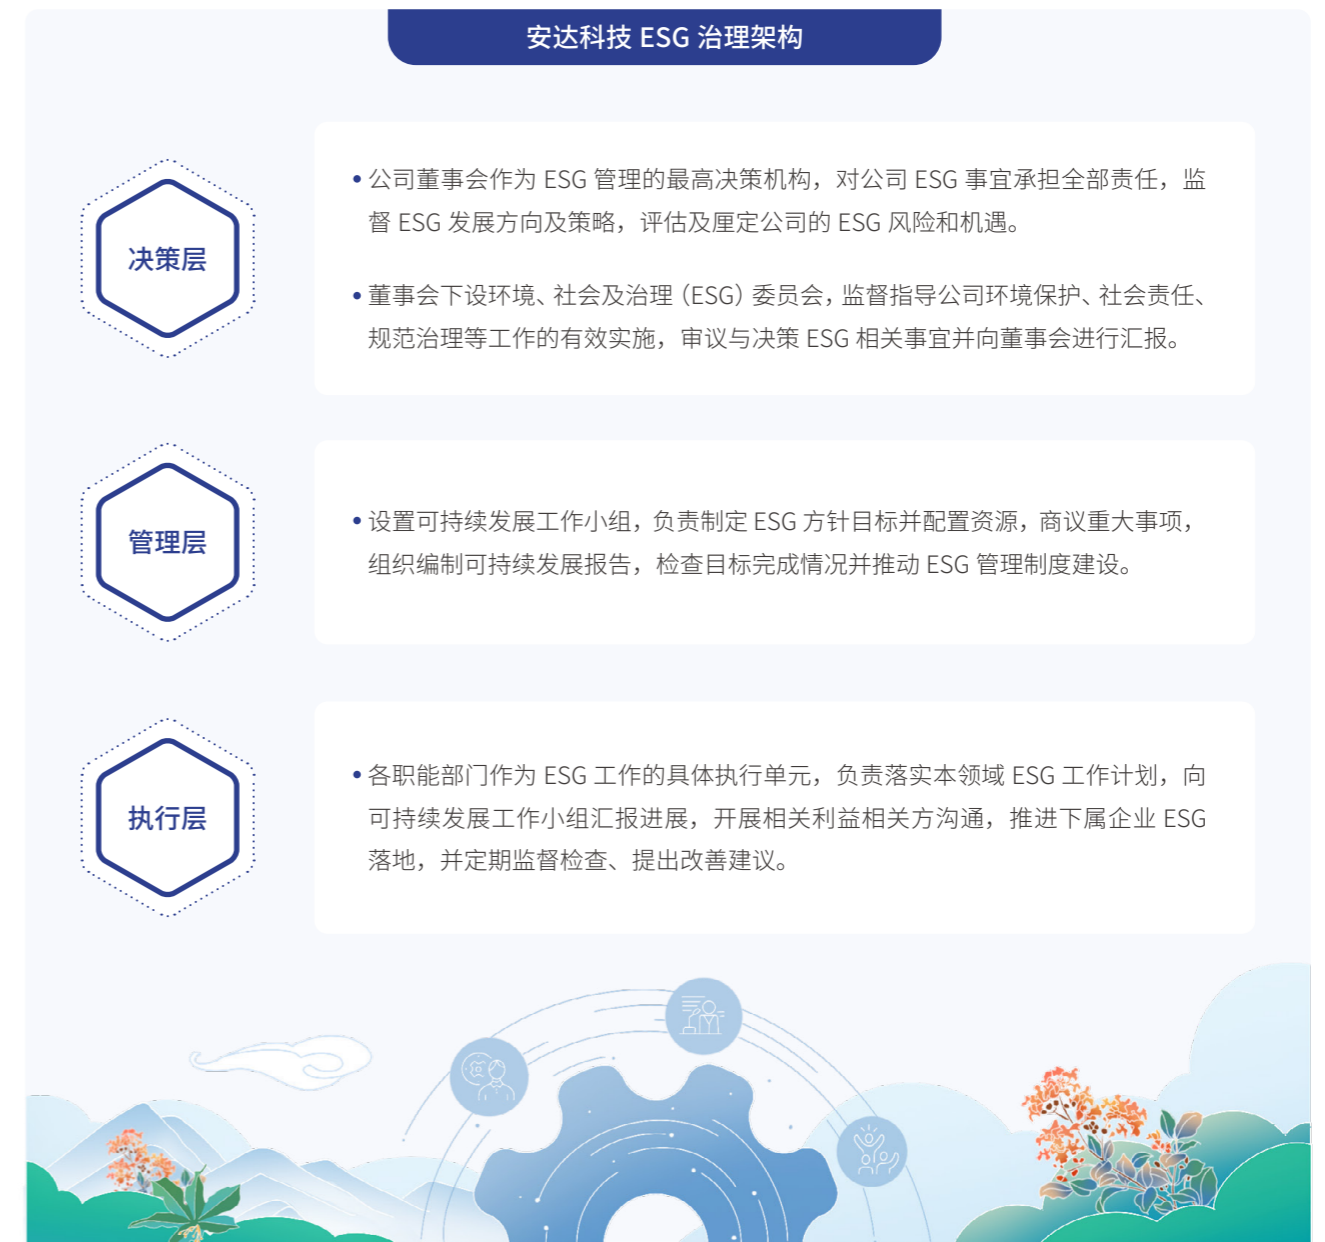 安达科技 ESG 治理架构
决策层
•公司董事会作为 ESG 管理的最高决策机构，对公司 ESG 事宜承担全部责任，监
督 ESG 发展方向及策略，评估及厘定公司的 ESG 风险和机遇。
•董事会下设环境、社会及治理（ESG）委员会，监督指导公司环境保护、社会责任、
规范治理等工作的有效实施，审议与决策 ESG 相关事宜并向董事会进行汇报。
管理层
•设置可持续发展工作小组，负责制定 ESG 方针目标并配置资源，商议重大事项，
组织编制可持续发展报告，检查目标完成情况并推动 ESG 管理制度建设。
执行层
•各职能部门作为 ESG 工作的具体执行单元，负责落实本领域 ESG 工作计划，向
可持续发展工作小组汇报进展，开展相关利益相关方沟通，推进下属企业 ESG
落地，并定期监督检查、提出改善建议。